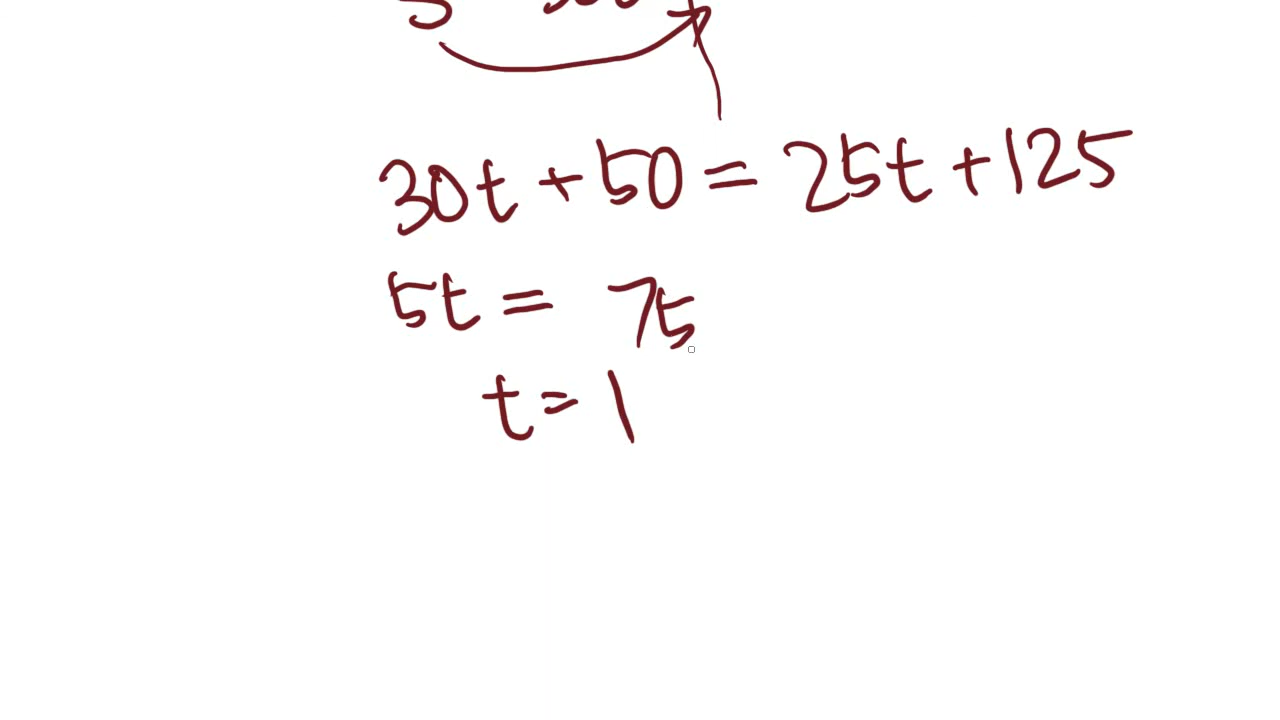 30t + 50 = 25t + 125
5t = 75
t = 1